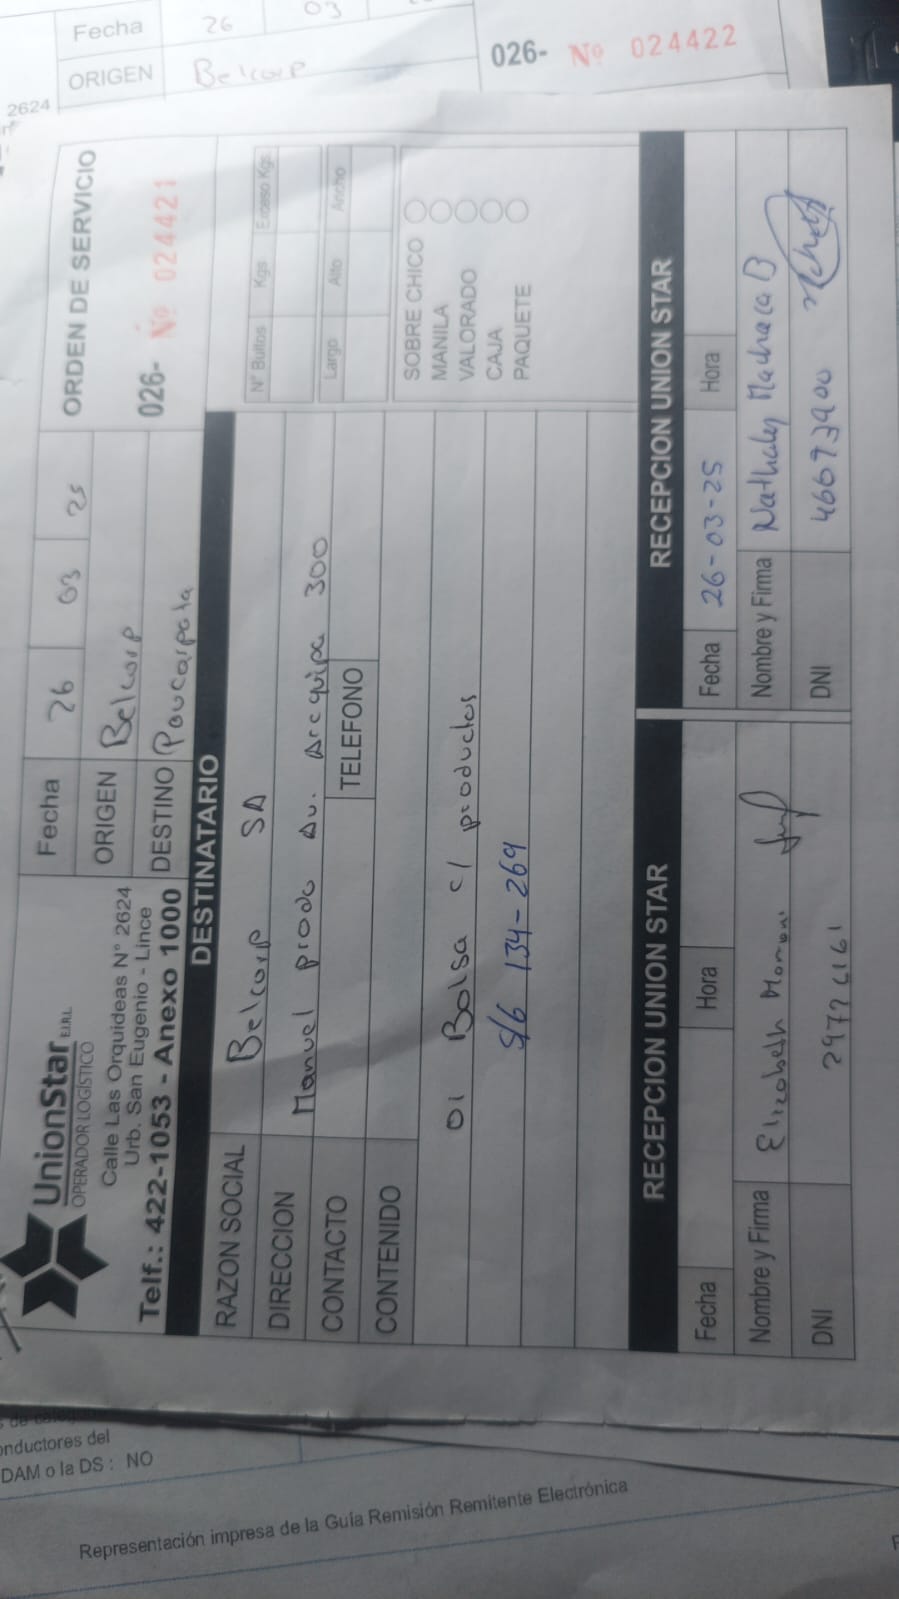 Fecha 26 03
ORIGEN Belcorp
026- Nº 024422
2624
UnionStar E.I.R.L
OPERADOR LOGÍSTICO
Calle Las Orquideas N° 2624
Urb. San Eugenio - Lince
Telf.: 422-1053 - Anexo 1000
Fecha 26 03 25
ORIGEN Belcorp
DESTINO Paucarpata
ORDEN DE SERVICIO
026- Nº 024421
DESTINATARIO
RAZON SOCIAL Belcorp SA
DIRECCION Manuel prado Av. Arequipa 300
CONTACTO TELEFONO
CONTENIDO
01 Bolsa c/ productos
S/6 134-269
N° Bultos Kgs Exceso Kgs
Largo Alto Ancho
SOBRE CHICO
MANILA
VALORADO
CAJA
PAQUETE
RECEPCION UNION STAR
Fecha Hora
Nombre y Firma Elizabeth Mamani
DNI
RECEPCION UNION STAR
Fecha 26-03-25 Hora
Nombre y Firma Nathaly Machaca B
DNI 46673900
onductores del
DAM o la DS : NO
Representación impresa de la Guía Remisión Remitente Electrónica